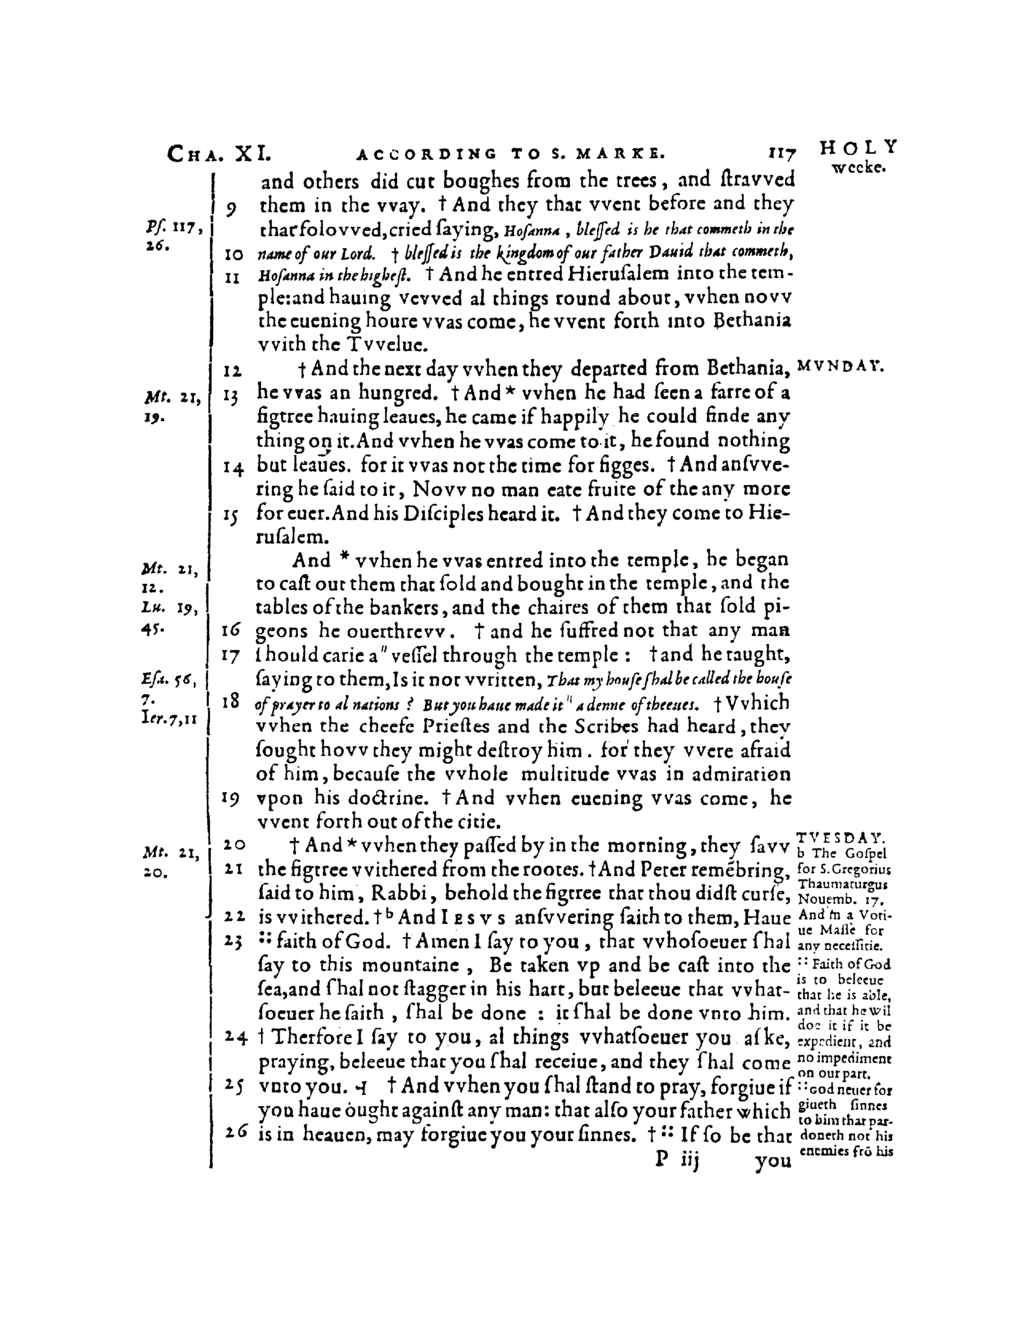 CHA. XI. ACCORDING TO S. MARKE. 117 HOLY
weeke.
and others did cut boughes from the trees, and ſtravved
9 them in the vvay. † And they that vvent before and they
Pſ. 117,
26.
that folovved, cried ſaying, Hoſanna, bleſſed is he that commeth in the
10 name of our Lord. † bleſſed is the kingdom of our father Dauid that commeth,
11 Hoſanna in the higheſt. † And he entred Hieruſalem into the tem-
ple: and hauing vevved al things round about, vvhen novv
the euening houre vvas come, he vvent forth into Bethania
vvith the Tvvelue.
12 † And the next day vvhen they departed from Bethania, MVNDAY.
Mt. 21,
19.
13 he vvas an hungred. † And * vvhen he had ſeen a farre of a
figtree hauing leaues, he came if happily he could finde any
thing on it. And vvhen he vvas come to it, he found nothing
14 but leaues. for it vvas not the time for figges. † And anſvve-
ring he ſaid to it, Novv no man eate fruite of the any more
15 for euer. And his Diſciples heard it. † And they come to Hie-
ruſalem.
Mt. 21,
12.
Lu. 19,
45.
And * vvhen he vvas entred into the temple, he began
to caſt out them that ſold and bought in the temple, and the
tables of the bankers, and the chaires of them that ſold pi-
16 geons he ouerthrevv. † and he ſuffred not that any man
17 ſhould carie a " veſſel through the temple: † and he taught,
Eſa. 56,
7.
Ier. 7, 11
ſaying to them, Is it not vvritten, That my houſe ſhal be called the houſe
18 of prayer to al nations? But you haue made it " a denne of theeues. † Vvhich
vvhen the cheefe Prieſtes and the Scribes had heard, they
ſought hovv they might deſtroy him. for they vvere afraid
of him, becauſe the vvhole multitude vvas in admiration
19 vpon his doctrine. † And vvhen euening vvas come, he
vvent forth out of the citie.
Mt. 21,
20.
20 † And * vvhen they paſſed by in the morning, they ſavv
21 the figtree vvithered from the rootes. † And Peter remēbring,
ſaid to him, Rabbi, behold the figtree that thou didſt curſe,
22 is vvithered. † b And IESVS anſvvering ſaith to them, Haue
23 :: faith of God. † Amen I ſay to you, that vvhoſoeuer ſhal
ſay to this mountaine, Be taken vp and be caſt into the
ſea, and ſhal not ſtagger in his hart, but beleeue that vvhat-
ſoeuer he ſaith, ſhal be done: it ſhal be done vnto him.
24 † Therfore I ſay to you, al things vvhatſoeuer you aſke,
praying, beleeue that you ſhal receiue, and they ſhal come
25 vnto you. ⊣ † And vvhen you ſhal ſtand to pray, forgiue if
you haue ought againſt any man: that alſo your father which
26 is in heauen, may forgiue you your ſinnes. † :: If ſo be that
P iij you
TVESDAY.
b The Goſpel
for S. Gregorius
Thaumaturgus
Nouemb. 17.
And in a Voti-
ue Maſſe for
any neceſſitie.
:: Faith of God
is to beleeue
that he is able,
and that he wil
doe it if it be
expedient, and
no impediment
on our part.
:: God neuer for
giueth ſinnes
to him that par-
doneth not his
enemies frō his